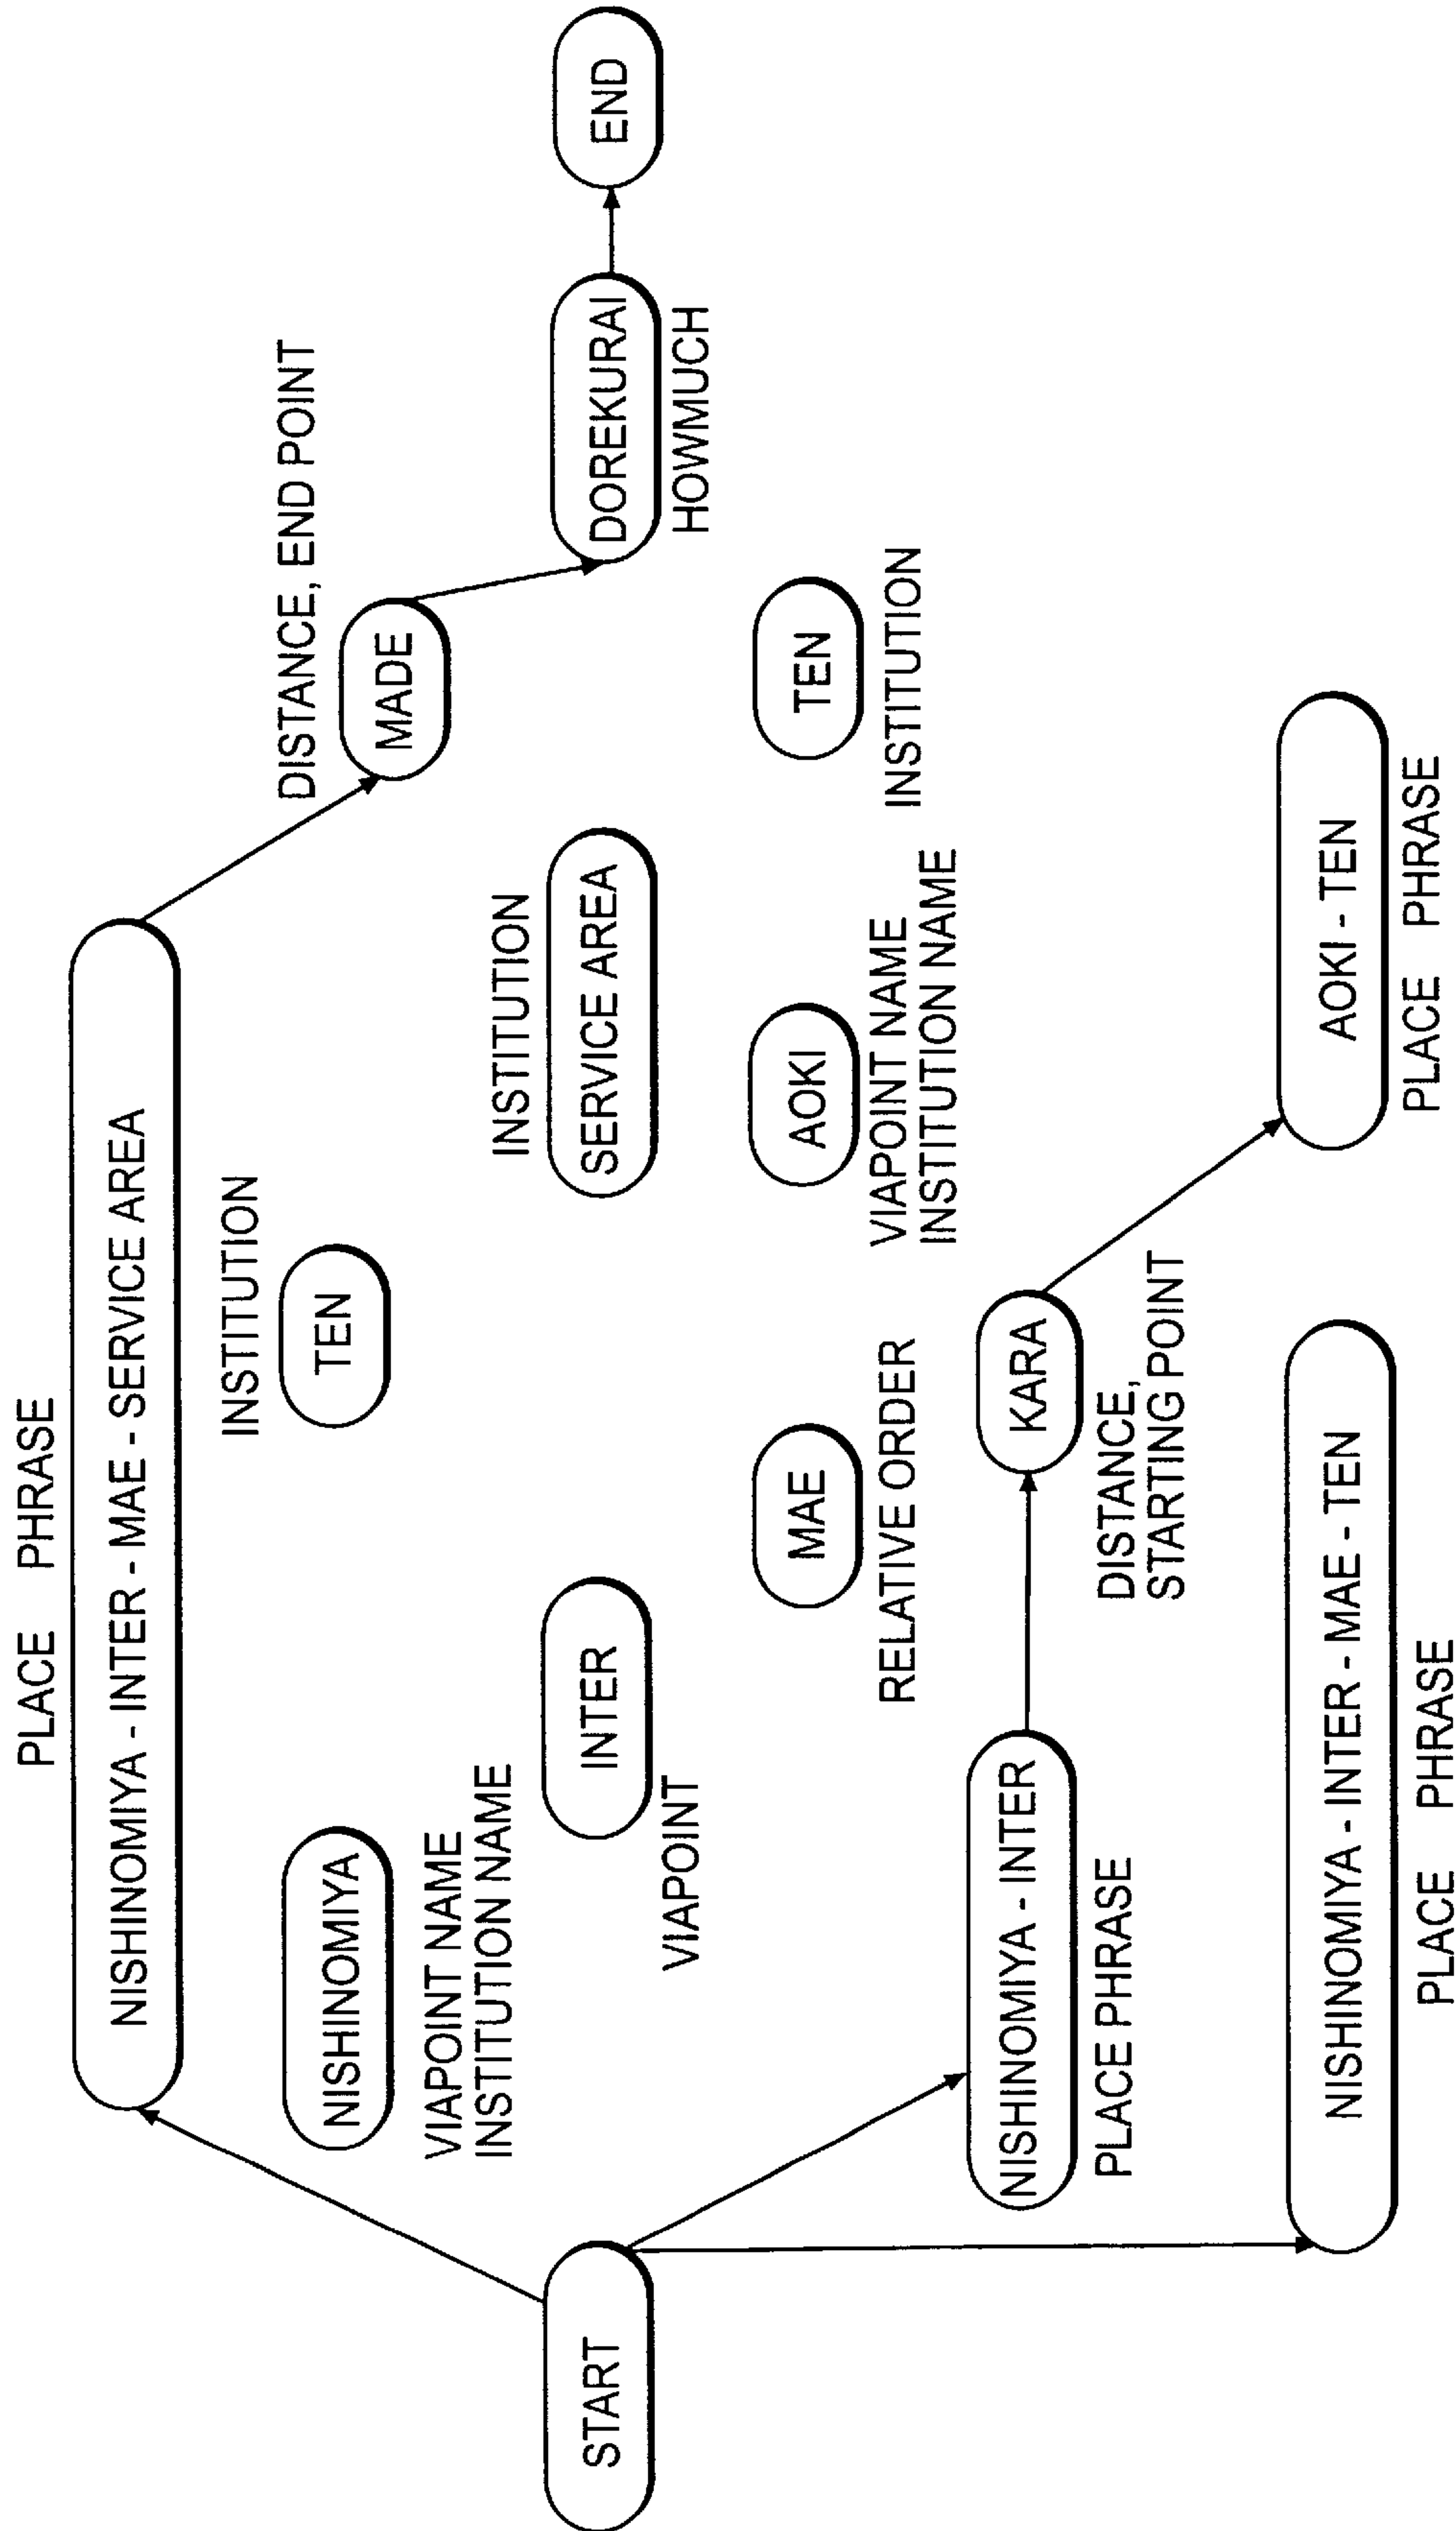 PLACE PHRASE
NISHINOMIYA - INTER - MAE - SERVICE AREA
INSTITUTION
TEN
DISTANCE, END POINT
MADE
NISHINOMIYA
VIAPOINT NAME
INSTITUTION NAME
INSTITUTION
START
INTER
SERVICE AREA
DOREKURAI
END
VIAPOINT
HOWMUCH
MAE
AOKI
TEN
RELATIVE ORDER
VIAPOINT NAME
INSTITUTION NAME
INSTITUTION
NISHINOMIYA - INTER
KARA
PLACE PHRASE
DISTANCE,
STARTING POINT
NISHINOMIYA - INTER - MAE - TEN
AOKI - TEN
PLACE PHRASE
PLACE PHRASE